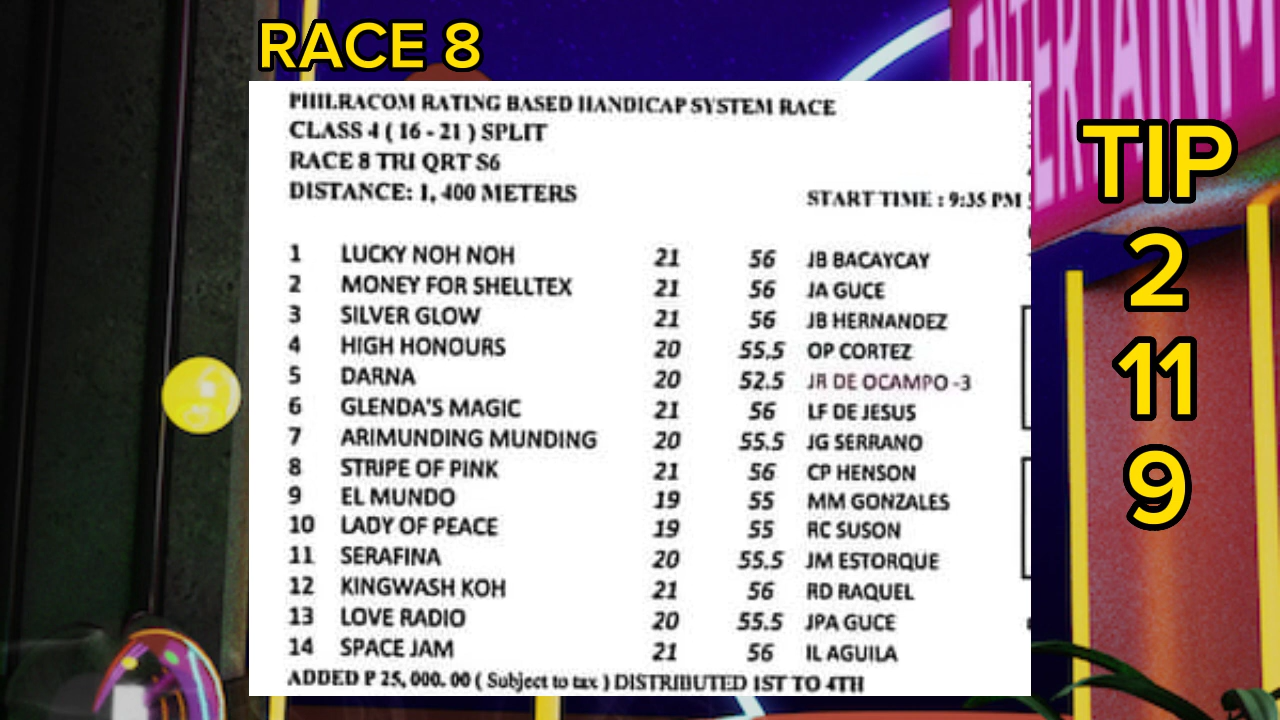 RACE 8
ENTERTAINM
PHILRACOM RATING BASED HANDICAP SYSTEM RACE
CLASS 4 ( 16 - 21 ) SPLIT
RACE 8 TRI QRT S6
DISTANCE: 1, 400 METERS
START TIME : 9:35 PM
1 LUCKY NOH NOH 21 56 JB BACAYCAY
2 MONEY FOR SHELLTEX 21 56 JA GUCE
3 SILVER GLOW 21 56 JB HERNANDEZ
4 HIGH HONOURS 20 55.5 OP CORTEZ
5 DARNA 20 52.5 JR DE OCAMPO -3
6 GLENDA'S MAGIC 21 56 LF DE JESUS
7 ARIMUNDING MUNDING 20 55.5 JG SERRANO
8 STRIPE OF PINK 21 56 CP HENSON
9 EL MUNDO 19 55 MM GONZALES
10 LADY OF PEACE 19 55 RC SUSON
11 SERAFINA 20 55.5 JM ESTORQUE
12 KINGWASH KOH 21 56 RD RAQUEL
13 LOVE RADIO 20 55.5 JPA GUCE
14 SPACE JAM 21 56 IL AGUILA
ADDED P 25, 000. 00 ( Subject to tax ) DISTRIBUTED 1ST TO 4TH
TIP
2
11
9